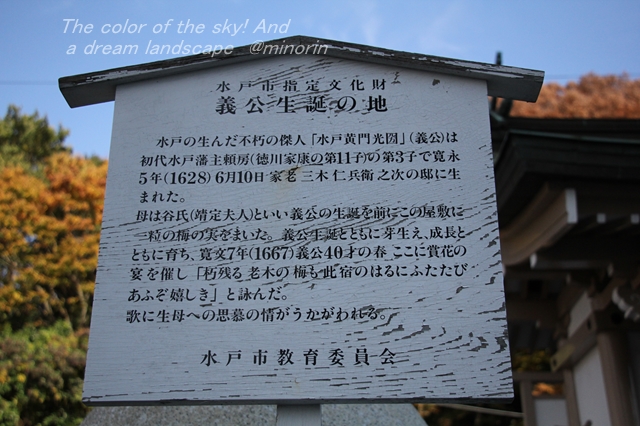 The color of the sky! And
a dream landscape @minorin
水戸市指定文化財
義公生誕の地
水戸の生んだ不朽の傑人「水戸黄門光圀」(義公)は
初代水戸藩主頼房(徳川家康の第11子)の第3子で寛永
5年(1628) 6月10日家老三木仁兵衛之次の邸に生
まれた。
母は谷氏(靖定夫人)といい義公の生誕を前にこの屋敷に
一粒の梅の実をまいた。義公生誕とともに芽生え、成長と
ともに育ち、寛文7年(1667)義公40才の春 ここに賞花の
宴を催し「朽残る老木の梅も此宿のはるにふたたび
あふぞ嬉しき」と詠んだ。
歌に生母への思慕の情がうかがわれる。
水戸市教育委員会